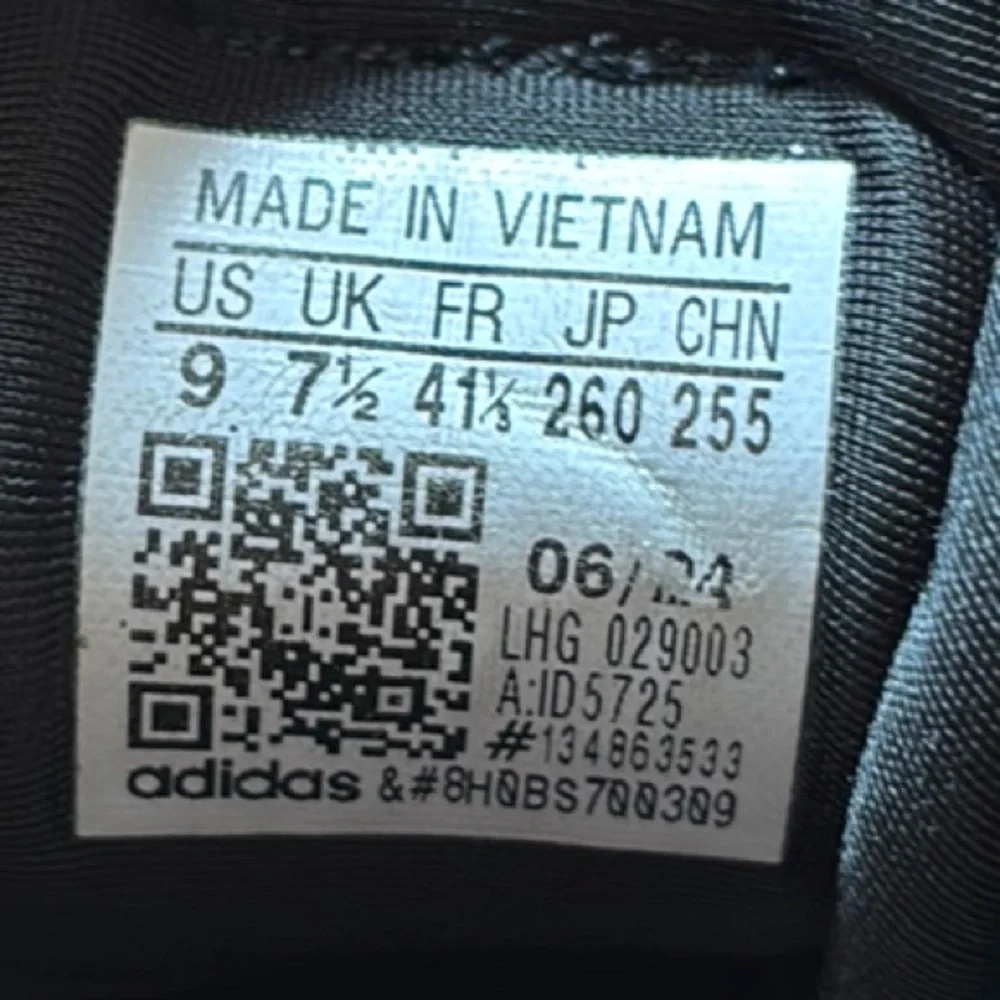 MADE IN VIETNAM
US UK FR JP CHN
9 7½ 41⅓ 260 255
06/24
LHG 029003
A:ID5725
#134863533
adidas &#8H0BS700309